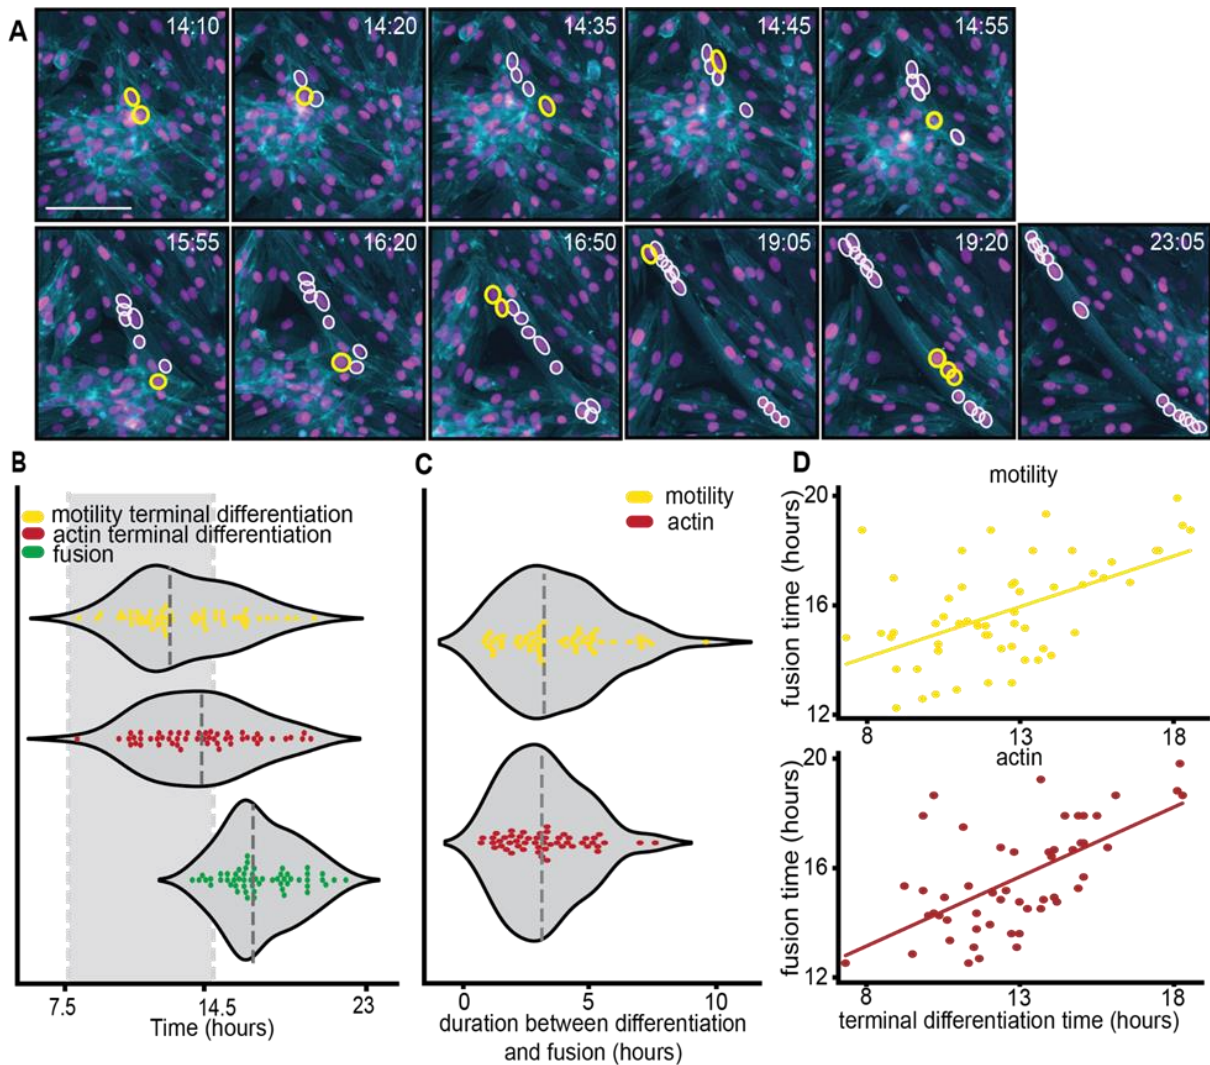 A
14:10
14:20
14:35
14:45
14:55
15:55
16:20
16:50
19:05
19:20
23:05
B
motility terminal differentiation
actin terminal differentiation
fusion
7.5
14.5
23
Time (hours)
C
motility
actin
0
5
10
duration between differentiation
and fusion (hours)
D
motility
fusion time (hours)
20
16
12
8
13
18
actin
fusion time (hours)
20
16
12
8
13
18
terminal differentiation time (hours)